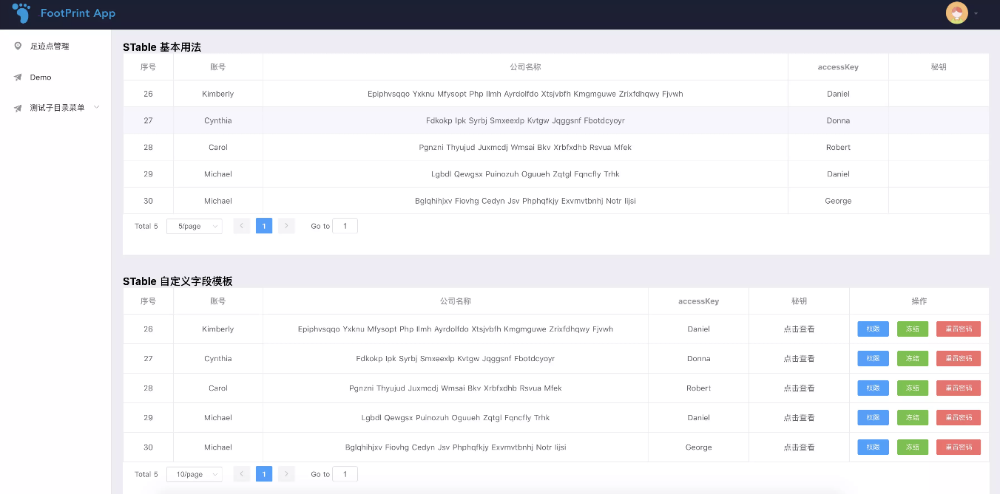 FootPrint App
足迹点管理
Demo
测试子目录菜单
STable 基本用法
序号 账号 公司名称 accessKey 秘钥
26 Kimberly Epiphvsqqo Yxknu Mfysopt Php Ilmh Ayrdolfdo Xtsjvbfh Kmgmguwe Zrixfdhqwy Fjvwh Daniel
27 Cynthia Fdkokp Ipk Syrbj Smxeexlp Kvtgw Jqggsnf Fbotdcyoyr Donna
28 Carol Pgnzni Thyujud Juxmcdj Wmsai Bkv Xrbfxdhb Rsvua Mfek Robert
29 Michael Lgbdl Qewgsx Puinozuh Oguueh Zqtgl Fqncfly Trhk Daniel
30 Michael Bglqhihjxv Fiovhg Cedyn Jsv Phphqfkjy Exvmvtbnhj Notr Iijsi George
Total 5 5/page 1 Go to 1
STable 自定义字段模板
序号 账号 公司名称 accessKey 秘钥 操作
26 Kimberly Epiphvsqqo Yxknu Mfysopt Php Ilmh Ayrdolfdo Xtsjvbfh Kmgmguwe Zrixfdhqwy Fjvwh Daniel 点击查看 权限 冻结 重置密码
27 Cynthia Fdkokp Ipk Syrbj Smxeexlp Kvtgw Jqggsnf Fbotdcyoyr Donna 点击查看 权限 冻结 重置密码
28 Carol Pgnzni Thyujud Juxmcdj Wmsai Bkv Xrbfxdhb Rsvua Mfek Robert 点击查看 权限 冻结 重置密码
29 Michael Lgbdl Qewgsx Puinozuh Oguueh Zqtgl Fqncfly Trhk Daniel 点击查看 权限 冻结 重置密码
30 Michael Bglqhihjxv Fiovhg Cedyn Jsv Phphqfkjy Exvmvtbnhj Notr Iijsi George 点击查看 权限 冻结 重置密码
Total 5 10/page 1 Go to 1